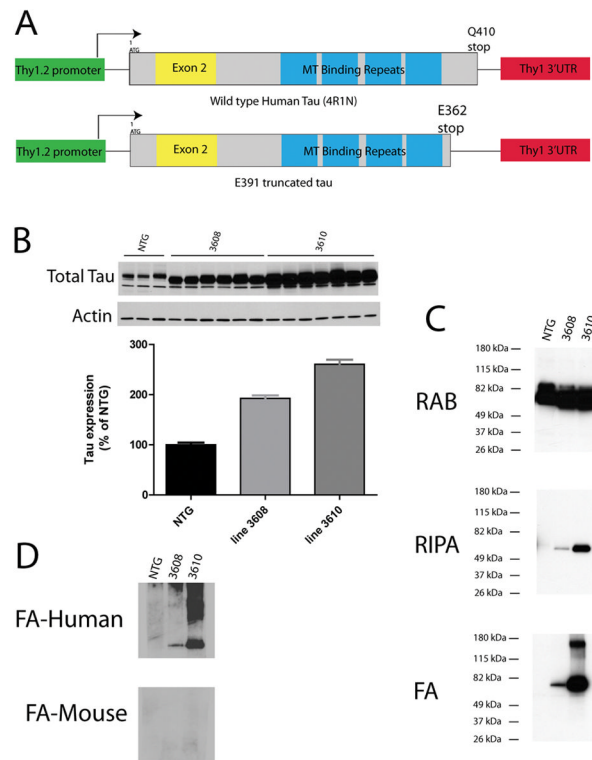 A
Q410
stop
1
ATG
Thy1.2 promoter
Exon 2
MT Binding Repeats
Thy1 3'UTR
Wild type Human Tau (4R1N)
E362
stop
1
ATG
Thy1.2 promoter
Exon 2
MT Binding Repeats
Thy1 3'UTR
E391 truncated tau
B
NTG
3608
3610
Total Tau
Actin
300
200
100
0
Tau expression
(% of NTG)
NTG
line 3608
line 3610
C
NTG
3608
3610
RAB
180 kDa
115 kDa
82 kDa
49 kDa
37 kDa
26 kDa
RIPA
180 kDa
115 kDa
82 kDa
49 kDa
37 kDa
26 kDa
FA
180 kDa
115 kDa
82 kDa
49 kDa
37 kDa
26 kDa
D
NTG
3608
3610
FA-Human
FA-Mouse